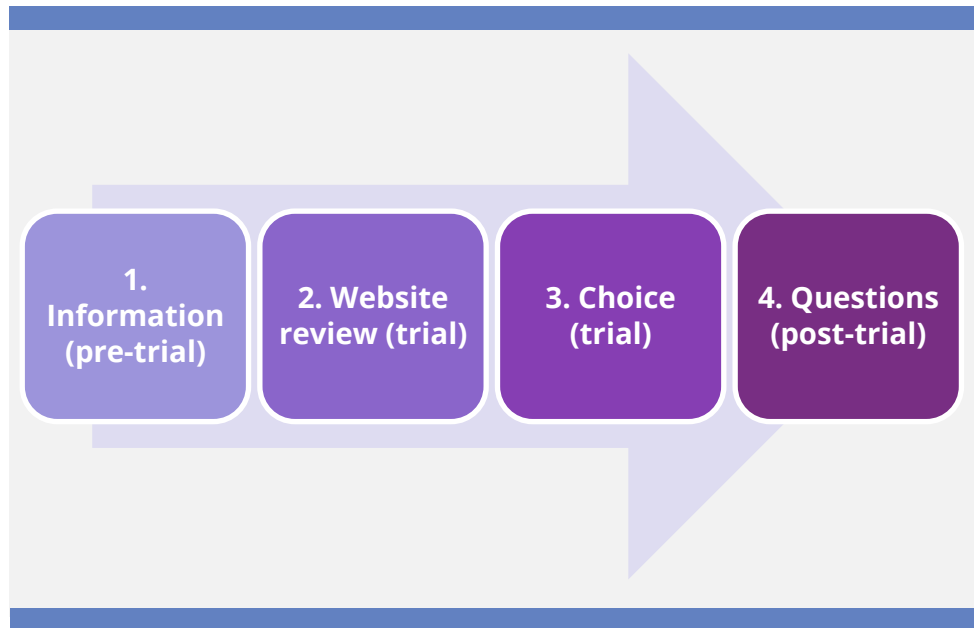 1.
Information
(pre-trial)
2. Website
review (trial)
3. Choice
(trial)
4. Questions
(post-trial)